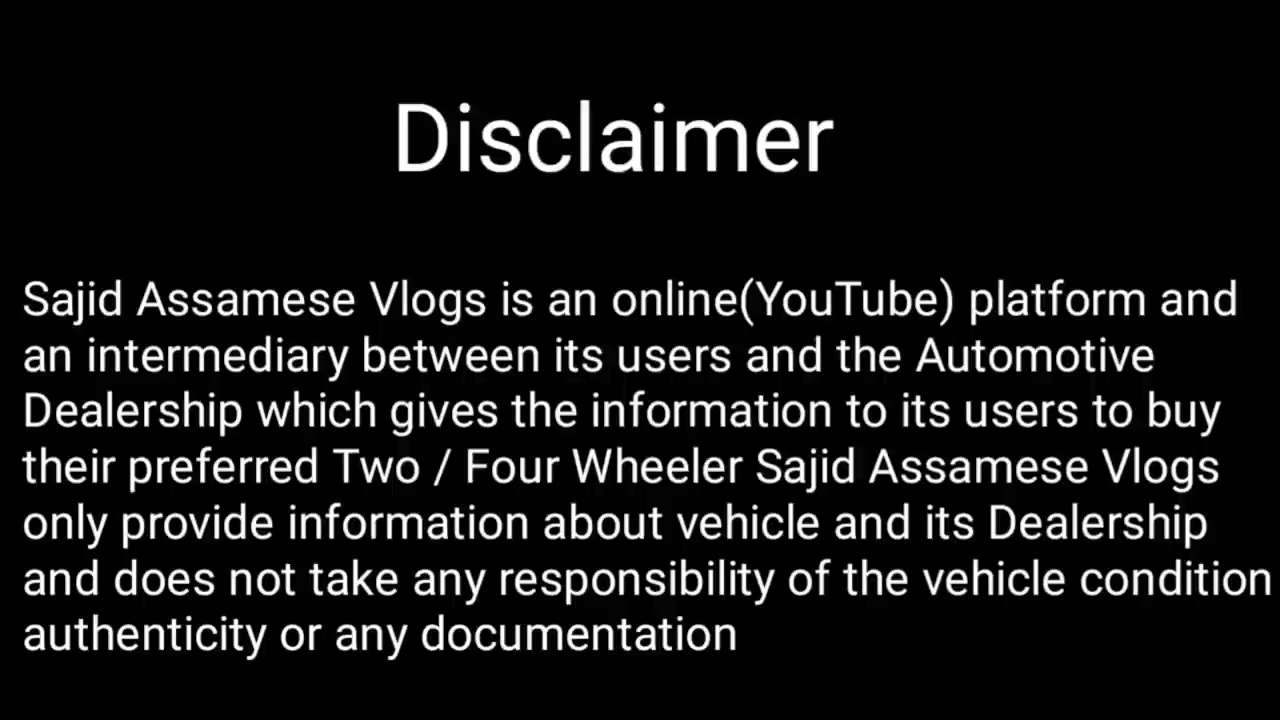 Disclaimer
Sajid Assamese Vlogs is an online(YouTube) platform and
an intermediary between its users and the Automotive
Dealership which gives the information to its users to buy
their preferred Two / Four Wheeler Sajid Assamese Vlogs
only provide information about vehicle and its Dealership
and does not take any responsibility of the vehicle condition
authenticity or any documentation